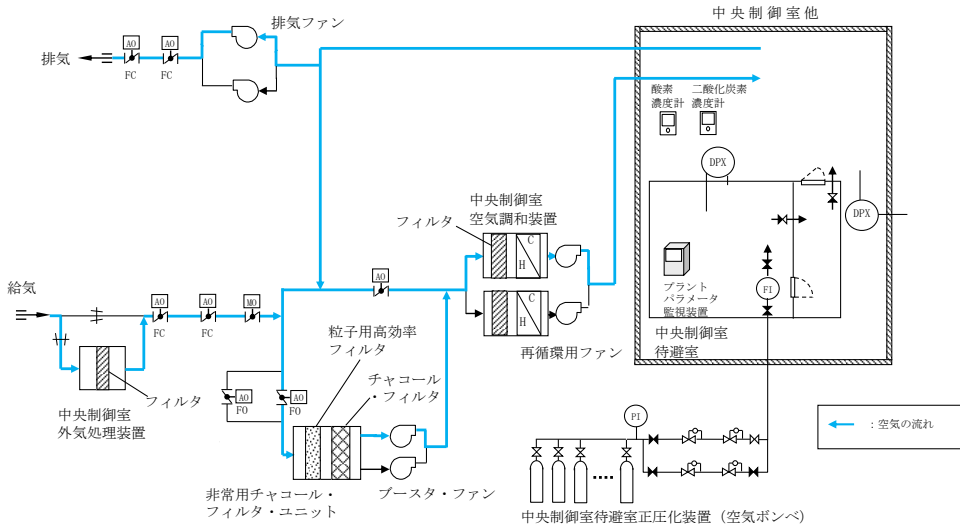 中央制御室他
排気ファン
AO
AO
排気
FC
FC
酸素
濃度計
二酸化炭素
濃度計
DPX
DPX
中央制御室
空気調和装置
フィルタ
C
H
C
H
再循環用ファン
プラント
パラメータ
監視装置
FI
中央制御室
待避室
給気
AO
AO
MO
AO
FC
FC
粒子用高効率
フィルタ
チャコール
・フィルタ
AO
FO
AO
FO
フィルタ
中央制御室
外気処理装置
非常用チャコール・
フィルタ・ユニット
ブースタ・ファン
PI
：空気の流れ
中央制御室待避室正圧化装置（空気ボンベ）